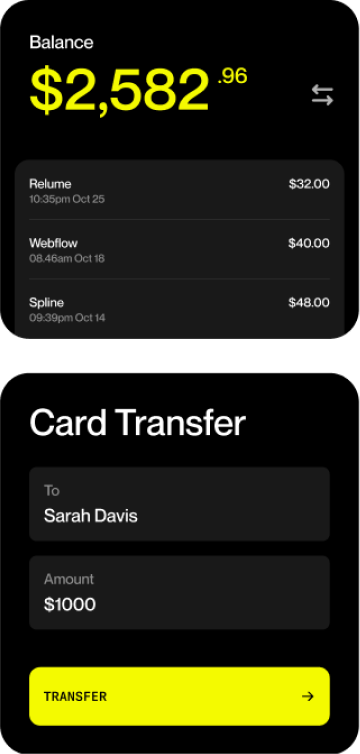 Balance
$2,582.96
Relume $32.00
10:35pm Oct 25
Webflow $40.00
08.46am Oct 18
Spline $48.00
09:39pm Oct 14
Card Transfer
To
Sarah Davis
Amount
$1000
TRANSFER →